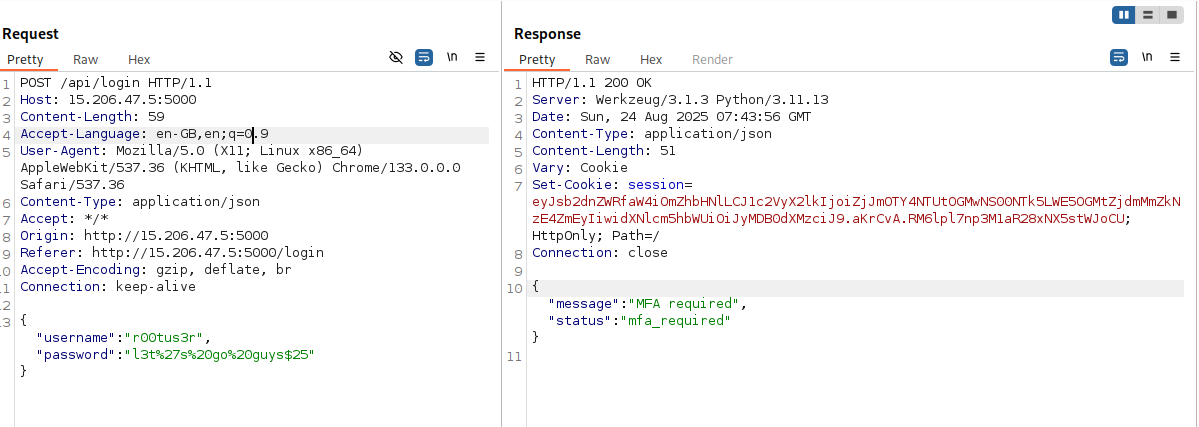 Request
Pretty Raw Hex \n
1 POST /api/login HTTP/1.1
2 Host: 15.206.47.5:5000
3 Content-Length: 59
4 Accept-Language: en-GB,en;q=0.9
5 User-Agent: Mozilla/5.0 (X11; Linux x86_64)
AppleWebKit/537.36 (KHTML, like Gecko) Chrome/133.0.0.0
Safari/537.36
6 Content-Type: application/json
7 Accept: */*
8 Origin: http://15.206.47.5:5000
9 Referer: http://15.206.47.5:5000/login
10 Accept-Encoding: gzip, deflate, br
11 Connection: keep-alive
12
13 {
"username":"r00tus3r",
"password":"l3t%27s%20go%20guys$25"
}
Response
Pretty Raw Hex Render \n
1 HTTP/1.1 200 OK
2 Server: Werkzeug/3.1.3 Python/3.11.13
3 Date: Sun, 24 Aug 2025 07:43:56 GMT
4 Content-Type: application/json
5 Content-Length: 51
6 Vary: Cookie
7 Set-Cookie: session=
eyJsb2dnZWRfaW4iOmZhbHNlLCJ1c2VyX2lkIjoiZjJmOTY4NTUtOGMwNS00NTk5LWE5OGMtZjdmMmZkN
zE4ZmEyIiwidXNlcm5hbWUiOiJyMDB0dXMzciJ9.aKrCvA.RM6lpl7np3M1aR28xNX5stWJoCU;
HttpOnly; Path=/
8 Connection: close
9
10 {
"message":"MFA required",
"status":"mfa_required"
}
11